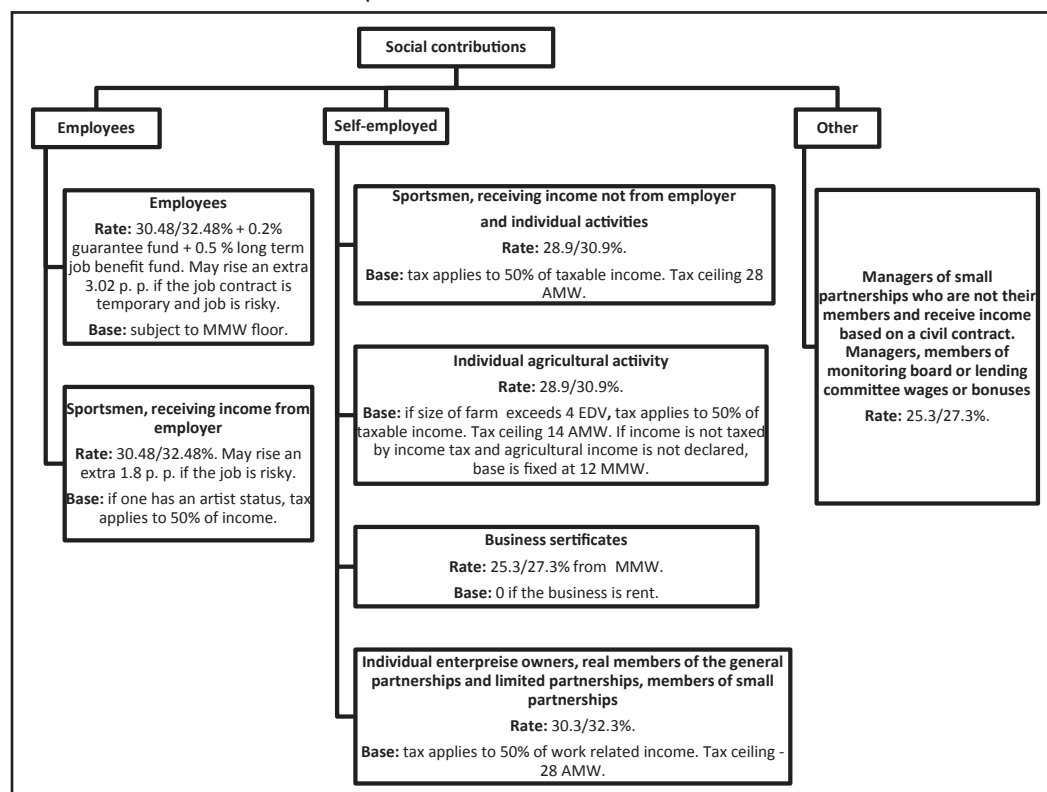 Social contributions
Employees
Self-employed
Other
Employees
Rate: 30.48/32.48% + 0.2%
guarantee fund + 0.5 % long term
job benefit fund. May rise an extra
3.02 p. p. if the job contract is
temporary and job is risky.
Base: subject to MMW floor.
Sportsmen, receiving income from
employer
Rate: 30.48/32.48%. May rise an
extra 1.8 p. p. if the job is risky.
Base: if one has an artist status, tax
applies to 50% of income.
Sportsmen, receiving income not from employer
and individual activities
Rate: 28.9/30.9%.
Base: tax applies to 50% of taxable income. Tax ceiling 28
AMW.
Individual agricultural actiivity
Rate: 28.9/30.9%.
Base: if size of farm exceeds 4 EDV, tax applies to 50% of
taxable income. Tax ceiling 14 AMW. If income is not taxed
by income tax and agricultural income is not declared,
base is fixed at 12 MMW.
Business sertificates
Rate: 25.3/27.3% from MMW.
Base: 0 if the business is rent.
Individual enterpreise owners, real members of the general
partnerships and limited partnerships, members of small
partnerships
Rate: 30.3/32.3%.
Base: tax applies to 50% of work related income. Tax ceiling -
28 AMW.
Managers of small
partnerships who are not their
members and receive income
based on a civil contract.
Managers, members of
monitoring board or lending
committee wages or bonuses
Rate: 25.3/27.3%.